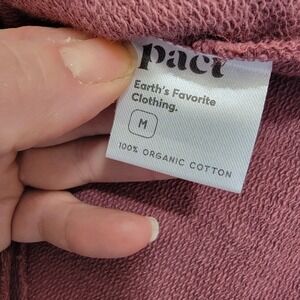 pact
Earth's Favorite
Clothing.
M
100% ORGANIC COTTON